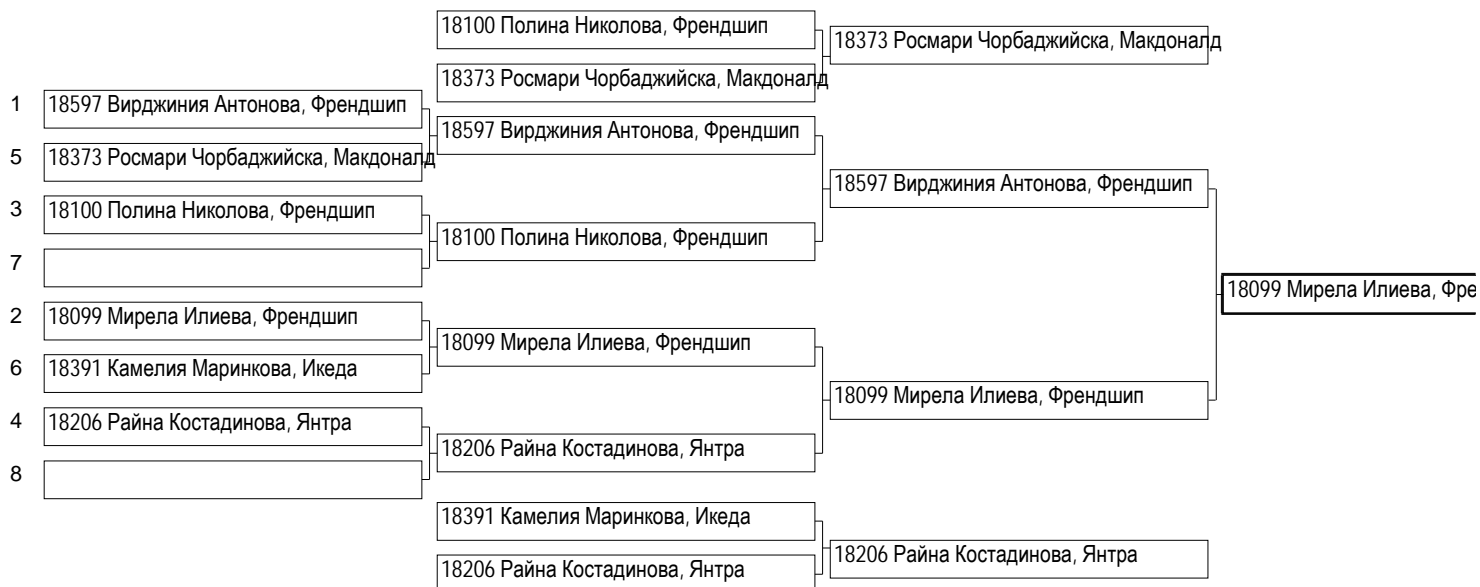 18100 Полина Николова, Френдшип
18373 Росмари Чорбаджийска, Макдоналд
18373 Росмари Чорбаджийска, Макдоналд
1 18597 Вирджиния Антонова, Френдшип
18597 Вирджиния Антонова, Френдшип
5 18373 Росмари Чорбаджийска, Макдоналд
18597 Вирджиния Антонова, Френдшип
3 18100 Полина Николова, Френдшип
18100 Полина Николова, Френдшип
7
18099 Мирела Илиева, Фре
2 18099 Мирела Илиева, Френдшип
18099 Мирела Илиева, Френдшип
6 18391 Камелия Маринкова, Икеда
18099 Мирела Илиева, Френдшип
4 18206 Райна Костадинова, Янтра
18206 Райна Костадинова, Янтра
8
18391 Камелия Маринкова, Икеда
18206 Райна Костадинова, Янтра
18206 Райна Костадинова, Янтра